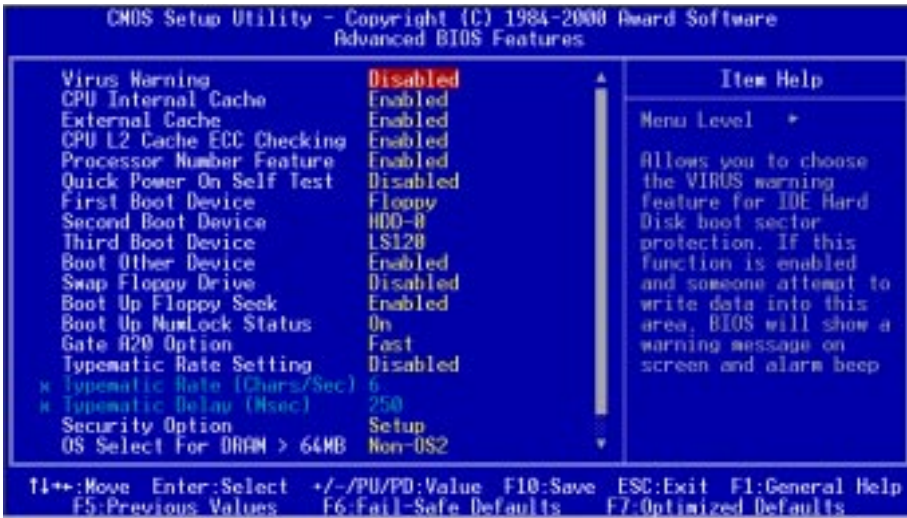 CMOS Setup Utility - Copyright (C) 1984-2000 Award Software
Advanced BIOS Features
Virus Warning Disabled
CPU Internal Cache Enabled
External Cache Enabled
CPU L2 Cache ECC Checking Enabled
Processor Number Feature Enabled
Quick Power On Self Test Disabled
First Boot Device Floppy
Second Boot Device HDD-0
Third Boot Device LS120
Boot Other Device Enabled
Swap Floppy Drive Disabled
Boot Up Floppy Seek Enabled
Boot Up NumLock Status On
Gate A20 Option Fast
Typematic Rate Setting Disabled
x Typematic Rate (Chars/Sec) 6
x Typematic Delay (Msec) 250
Security Option Setup
OS Select For DRAM > 64MB Non-OS2
Item Help
Menu Level ▸
Allows you to choose
the VIRUS warning
feature for IDE Hard
Disk boot sector
protection. If this
function is enabled
and someone attempt to
write data into this
area, BIOS will show a
warning message on
screen and alarm beep
↑↓→←:Move Enter:Select +/-/PU/PD:Value F10:Save ESC:Exit F1:General Help
F5:Previous Values F6:Fail-Safe Defaults F7:Optimized Defaults